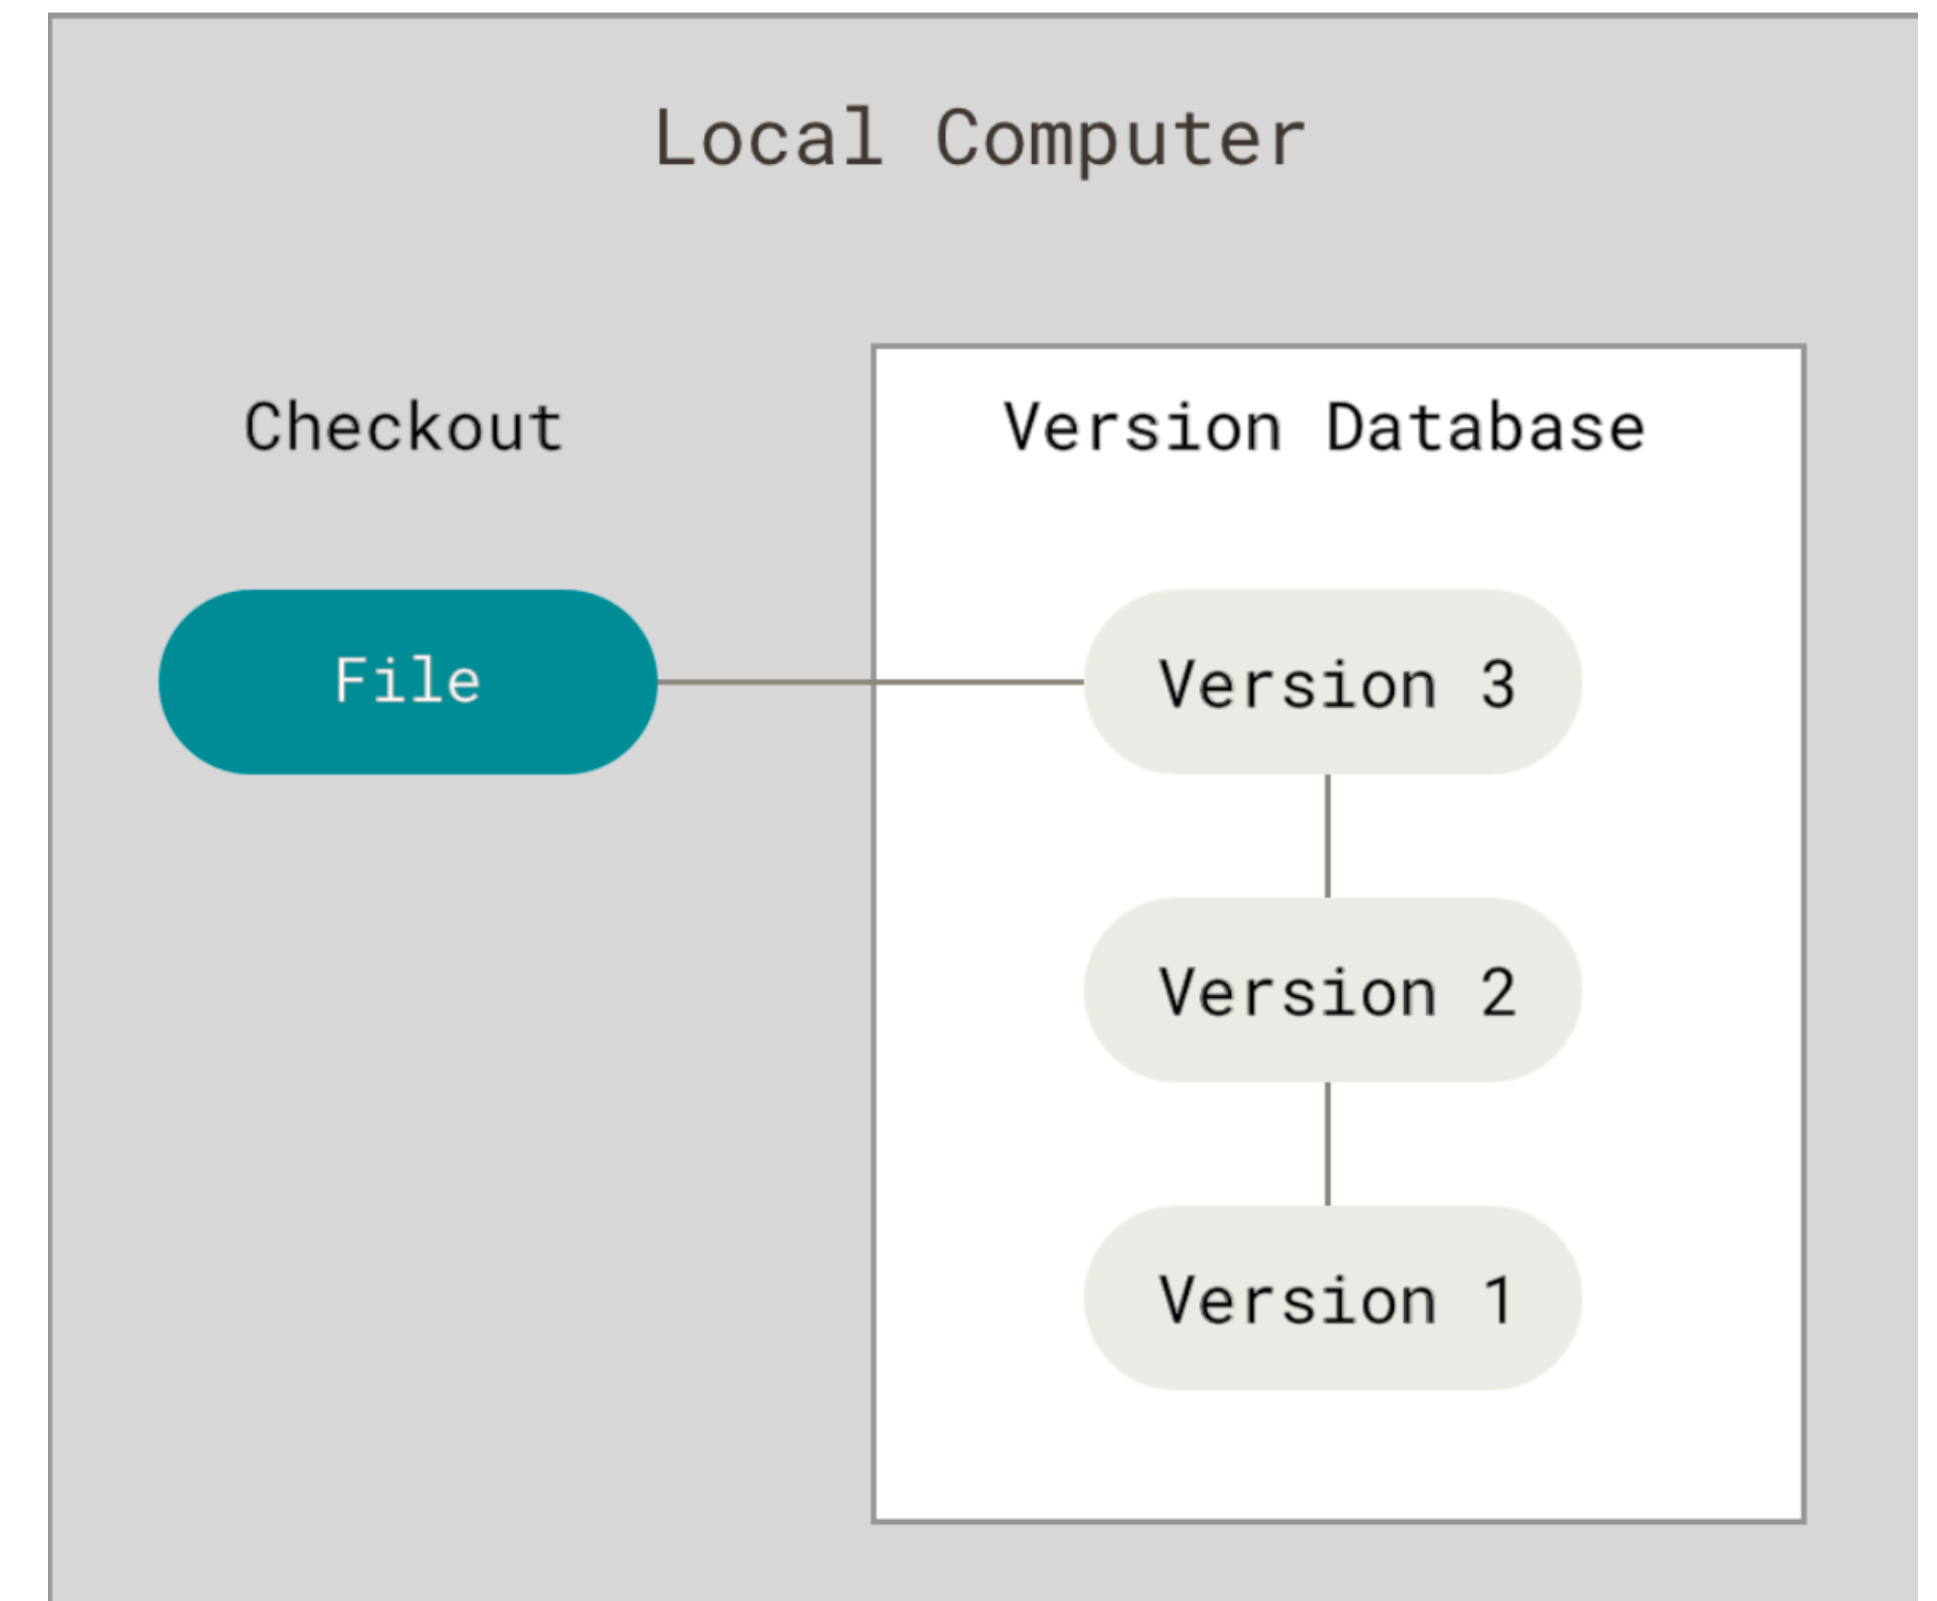 Local Computer
Checkout
Version Database
File
Version 3
Version 2
Version 1